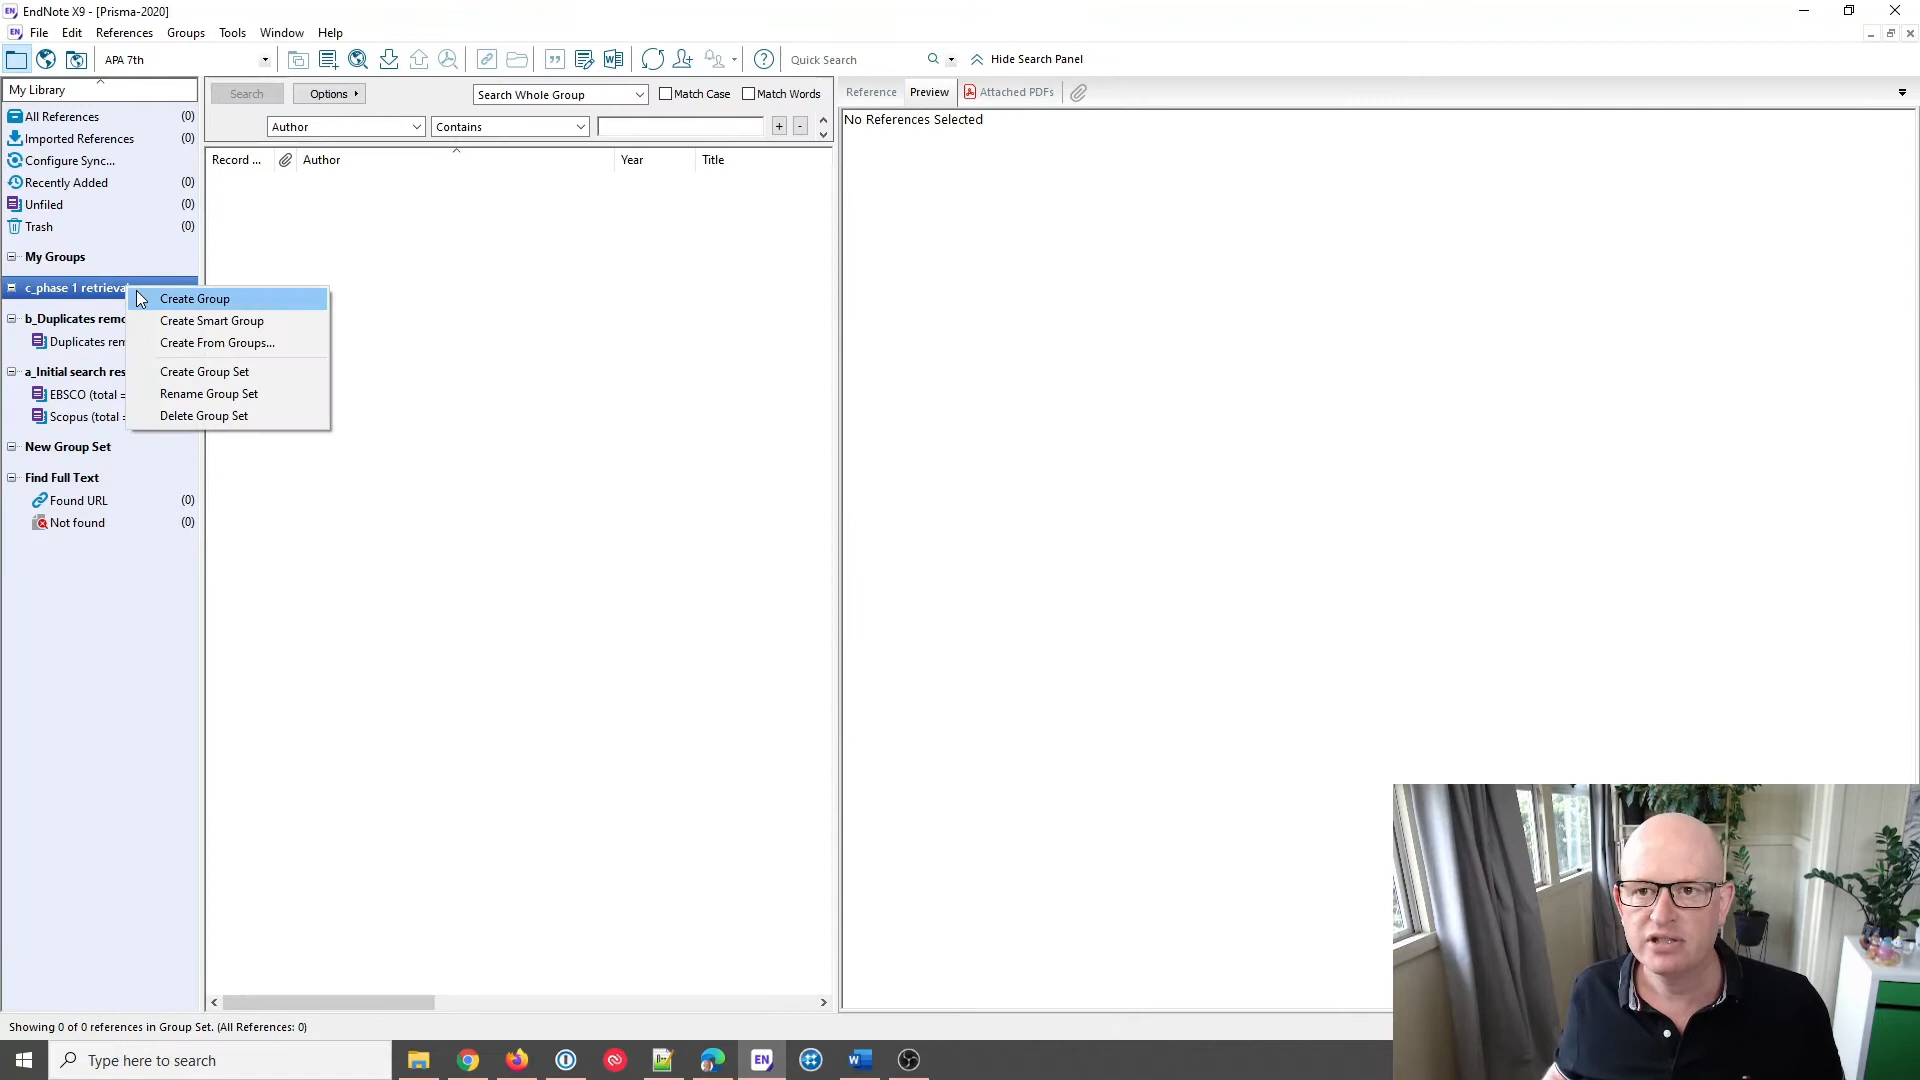 EndNote X9 - [Prisma-2020]
File Edit References Groups Tools Window Help
APA 7th
Quick Search
Hide Search Panel
My Library
All References (0)
Imported References (0)
Configure Sync...
Recently Added (0)
Unfiled (0)
Trash (0)
My Groups
c_phase 1 retrieval
b_Duplicates remo
Duplicates rem
a_Initial search res
EBSCO (total =
Scopus (total =
New Group Set
Find Full Text
Found URL (0)
Not found (0)
Create Group
Create Smart Group
Create From Groups...
Create Group Set
Rename Group Set
Delete Group Set
Search Options Search Whole Group Match Case Match Words
Author Contains + -
Record ... Author Year Title
Reference Preview Attached PDFs
No References Selected
Showing 0 of 0 references in Group Set. (All References: 0)
Type here to search
EN